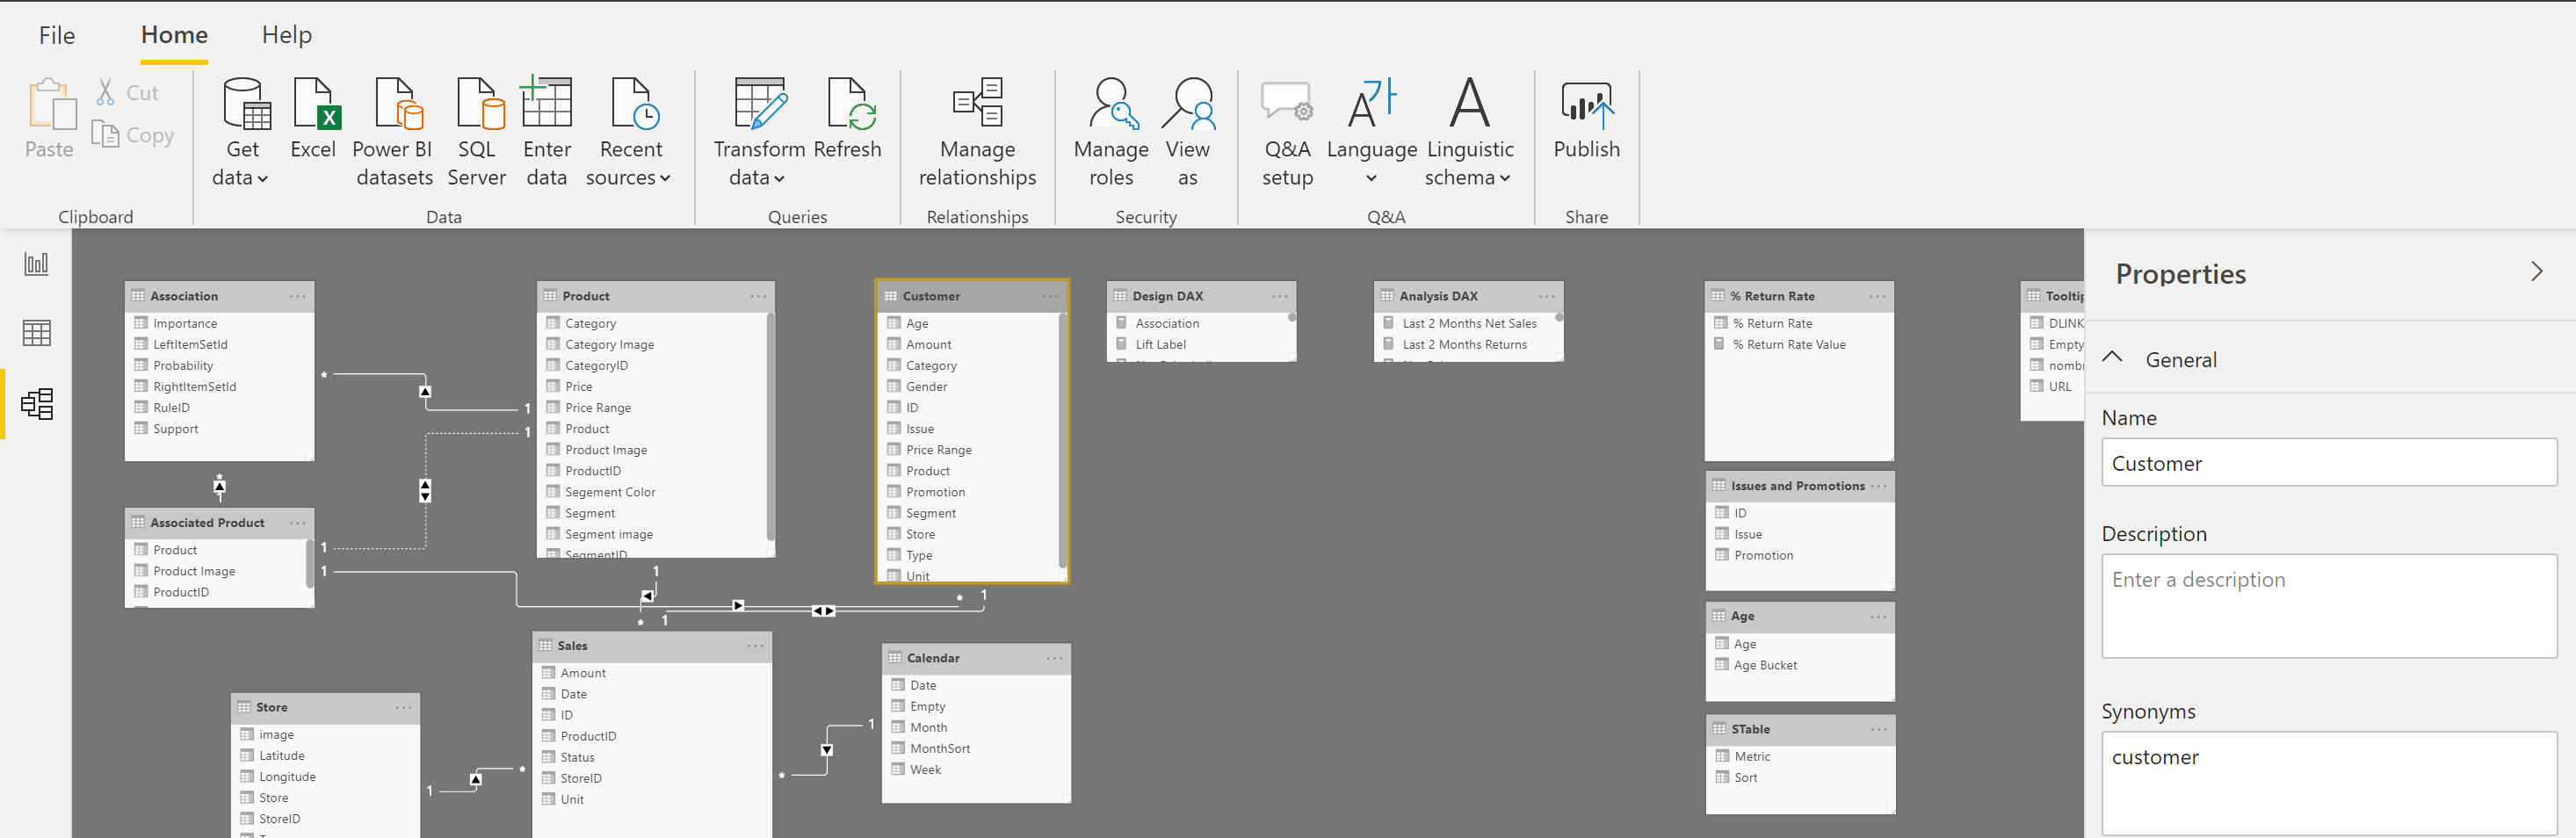 File
Home
Help
Paste
Cut
Copy
Clipboard
Get
data
Excel
Power BI
datasets
SQL
Server
Enter
data
Recent
sources
Data
Transform
data
Refresh
Queries
Manage
relationships
Relationships
Manage
roles
View
as
Security
Q&A
setup
Language
Linguistic
schema
Q&A
Publish
Share
Association
Importance
LeftItemSetId
Probability
RightItemSetId
RuleID
Support
Associated Product
Product
Product Image
ProductID
Product
Category
Category Image
CategoryID
Price
Price Range
Product
Product Image
ProductID
Segement Color
Segment
Segment image
SegmentID
Customer
Age
Amount
Category
Gender
ID
Issue
Price Range
Product
Promotion
Segment
Store
Type
Unit
Design DAX
Association
Lift Label
Analysis DAX
Last 2 Months Net Sales
Last 2 Months Returns
% Return Rate
% Return Rate
% Return Rate Value
Issues and Promotions
ID
Issue
Promotion
Age
Age
Age Bucket
STable
Metric
Sort
Tooltip
DLINK
Empty
nomb
URL
Store
image
Latitude
Longitude
Store
StoreID
Sales
Amount
Date
ID
ProductID
Status
StoreID
Unit
Calendar
Date
Empty
Month
MonthSort
Week
* 1
1
* 1
1
1
1
* 1
* 1
1 *
* 1
Properties
General
Name
Customer
Description
Enter a description
Synonyms
customer